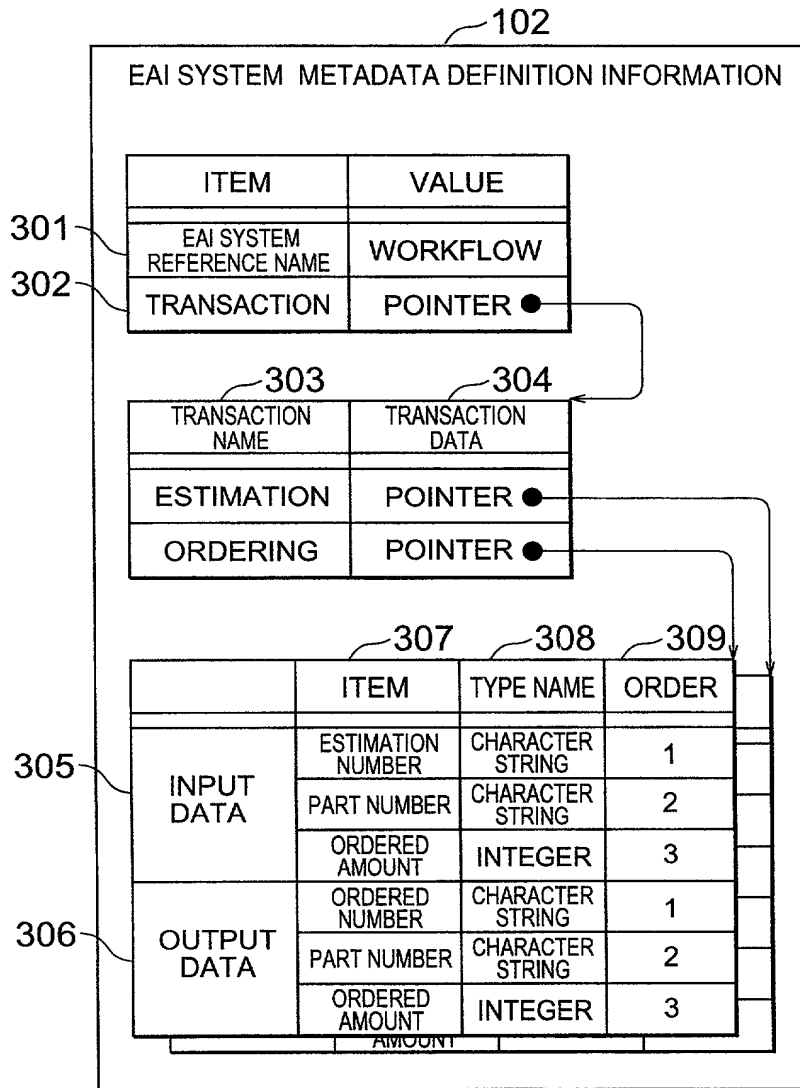 102
EAI SYSTEM METADATA DEFINITION INFORMATION
ITEM VALUE
301
EAI SYSTEM
REFERENCE NAME
WORKFLOW
302
TRANSACTION POINTER
303 304
TRANSACTION
NAME
TRANSACTION
DATA
ESTIMATION POINTER
ORDERING POINTER
307 308 309
ITEM TYPE NAME ORDER
305
INPUT
DATA
ESTIMATION
NUMBER
CHARACTER
STRING
1
PART NUMBER
CHARACTER
STRING
2
ORDERED
AMOUNT
INTEGER
3
306
OUTPUT
DATA
ORDERED
NUMBER
CHARACTER
STRING
1
PART NUMBER
CHARACTER
STRING
2
ORDERED
AMOUNT
INTEGER
3
AMOUNT